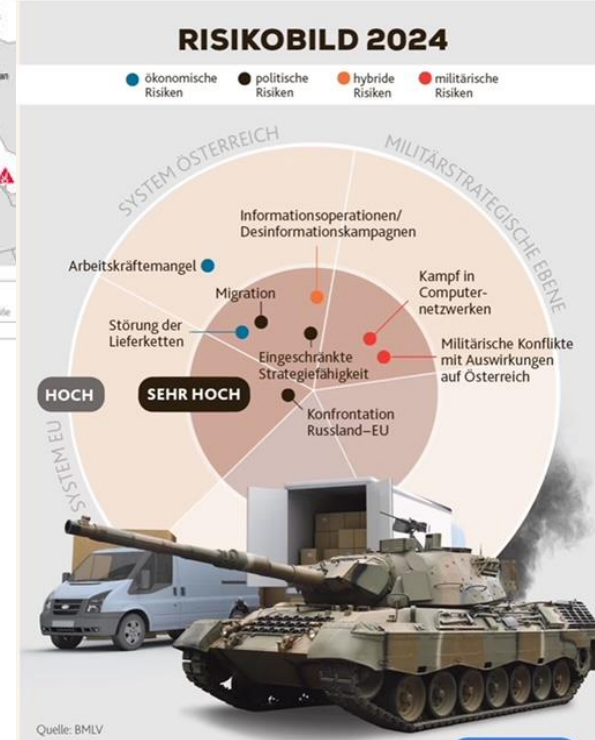 RISIKOBILD 2024
ökonomische
Risiken
politische
Risiken
hybride
Risiken
militärische
Risiken
SYSTEM ÖSTERREICH
MILITÄRSTRATEGISCHE EBENE
Informationsoperationen/
Desinformationskampagnen
Arbeitskräftemangel
Migration
Kampf in
Computer-
netzwerken
Störung der
Lieferketten
Eingeschränkte
Strategiefähigkeit
Militärische Konflikte
mit Auswirkungen
auf Österreich
HOCH
SEHR HOCH
Konfrontation
Russland–EU
SYSTEM EU
Quelle: BMLV